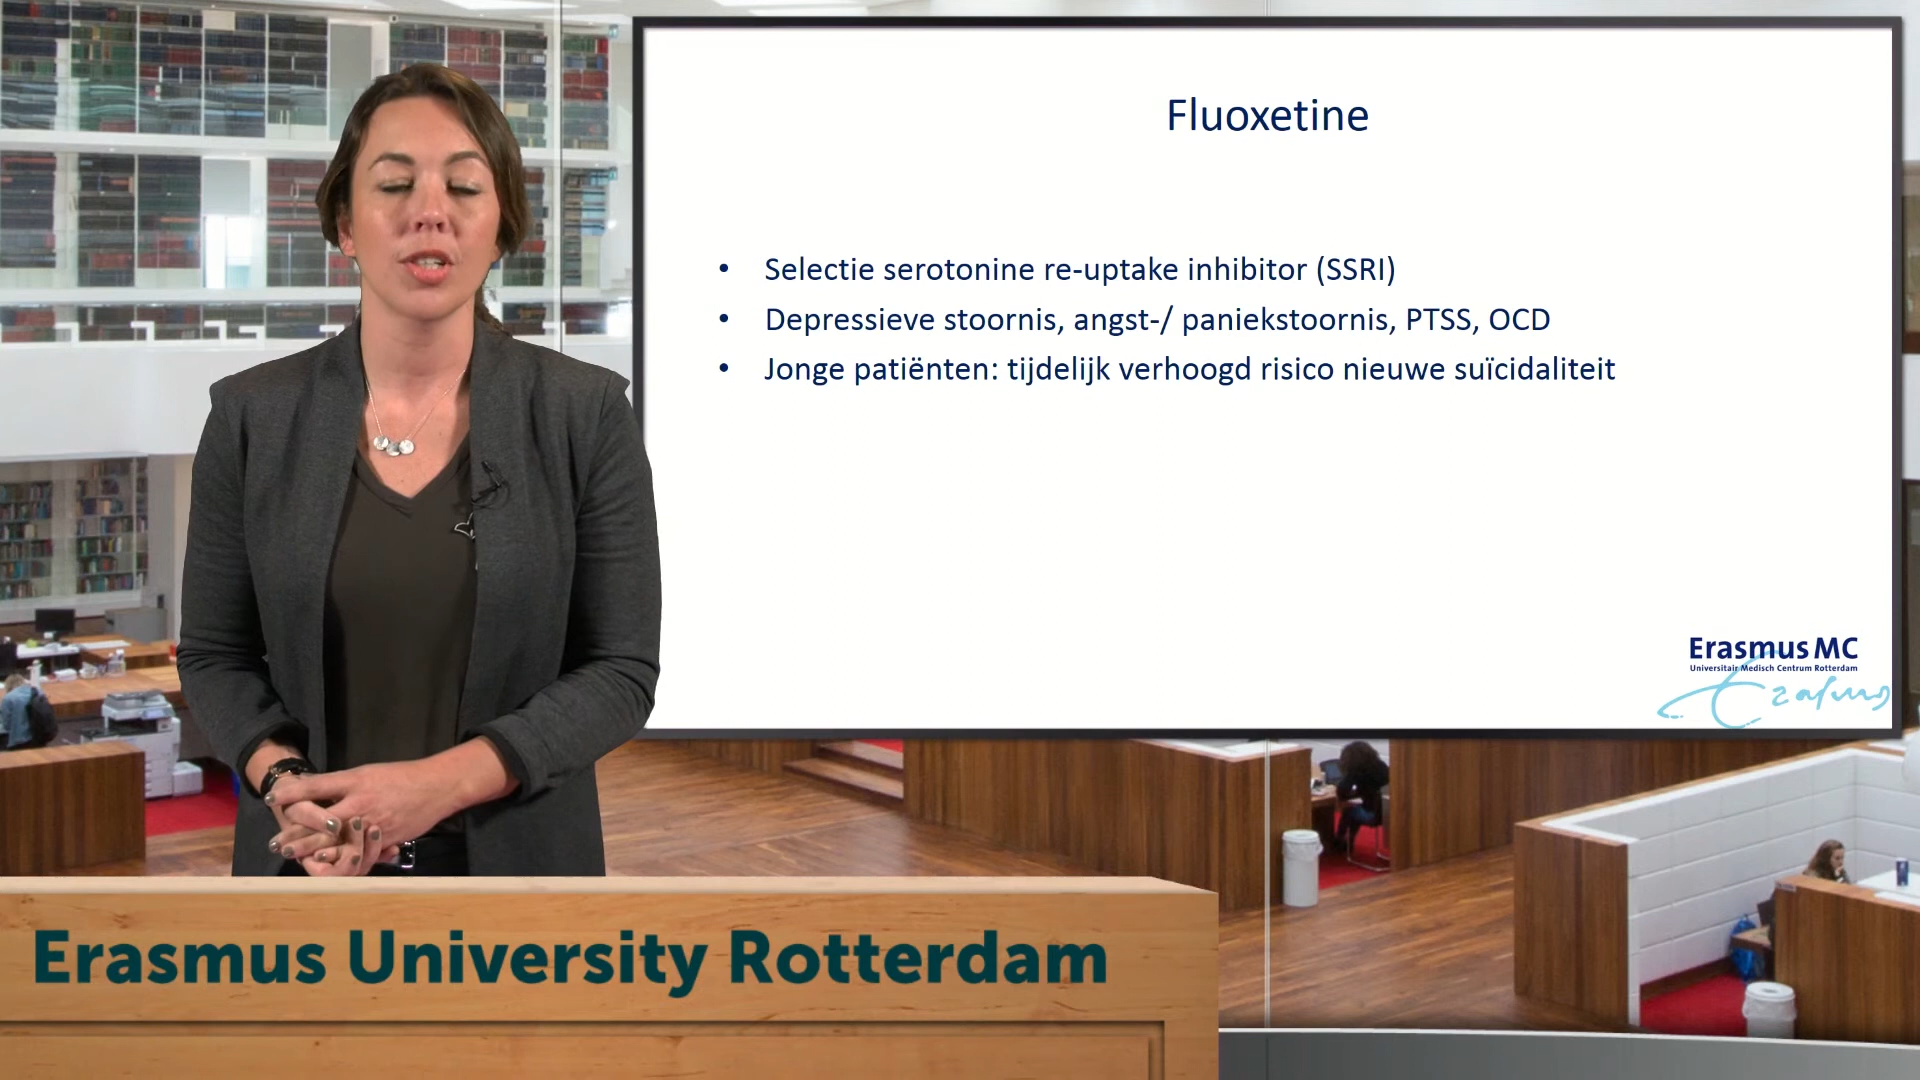 Fluoxetine
• Selectie serotonine re-uptake inhibitor (SSRI)
• Depressieve stoornis, angst-/ paniekstoornis, PTSS, OCD
• Jonge patiënten: tijdelijk verhoogd risico nieuwe suïcidaliteit
Erasmus MC
Universitair Medisch Centrum Rotterdam
Erasmus
Erasmus University Rotterdam